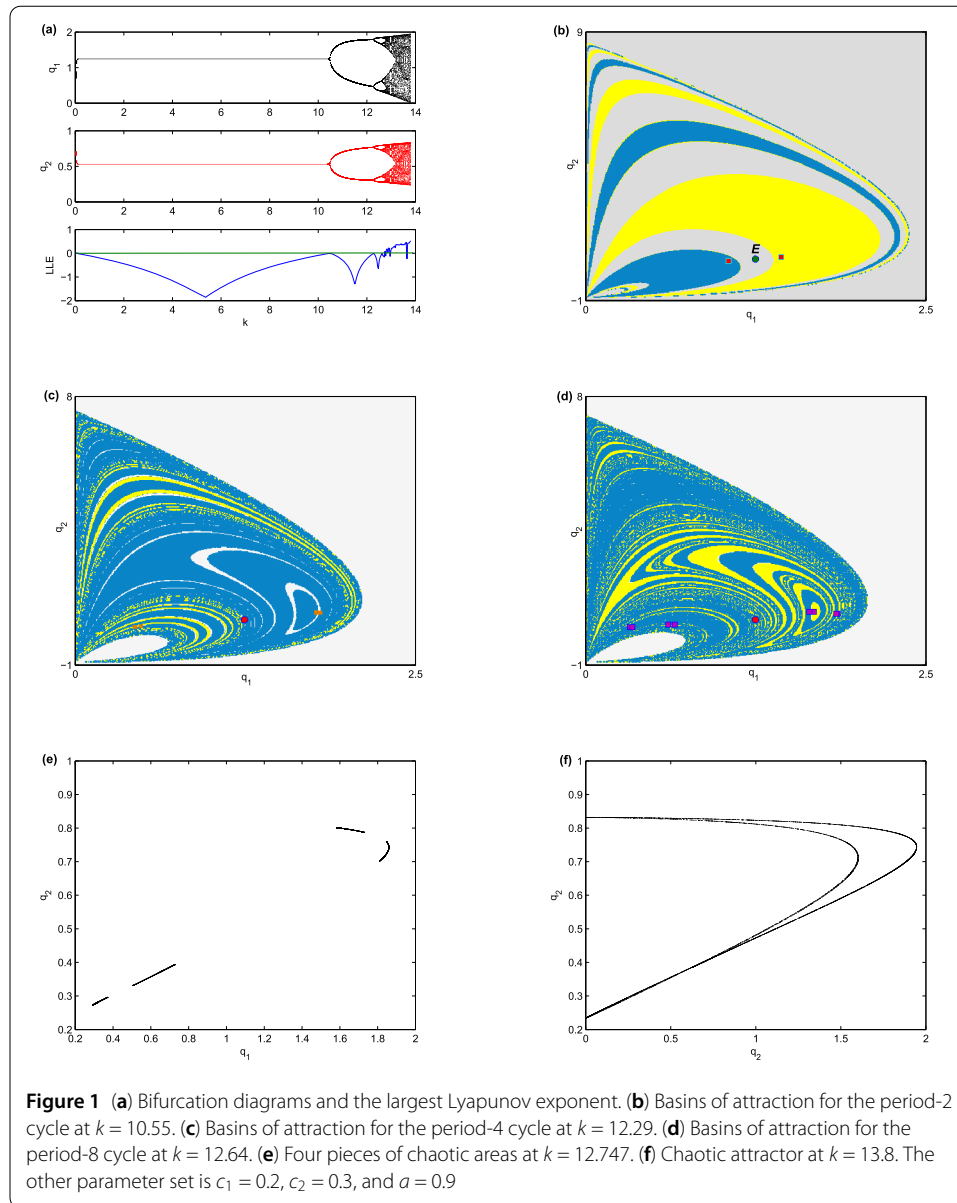 (a)
2
1
0
q1
0 2 4 6 8 10 12 14
1
0.5
0
q2
0 2 4 6 8 10 12 14
1
0
−1
−2
LLE
0 2 4 6 8 10 12 14
k
(b)
9
q2
E
−1
0 2.5
q1
(c)
8
q2
−1
0 2.5
q1
(d)
8
q2
−1
0 2.5
q1
(e)
1
0.9
0.8
0.7
0.6
0.5
0.4
0.3
0.2
q2
0.2 0.4 0.6 0.8 1 1.2 1.4 1.6 1.8 2
q1
(f)
1
0.9
0.8
0.7
0.6
0.5
0.4
0.3
0.2
q2
0 0.5 1 1.5 2
q2
Figure 1 (a) Bifurcation diagrams and the largest Lyapunov exponent. (b) Basins of attraction for the period-2
cycle at k = 10.55. (c) Basins of attraction for the period-4 cycle at k = 12.29. (d) Basins of attraction for the
period-8 cycle at k = 12.64. (e) Four pieces of chaotic areas at k = 12.747. (f) Chaotic attractor at k = 13.8. The
other parameter set is c1 = 0.2, c2 = 0.3, and a = 0.9